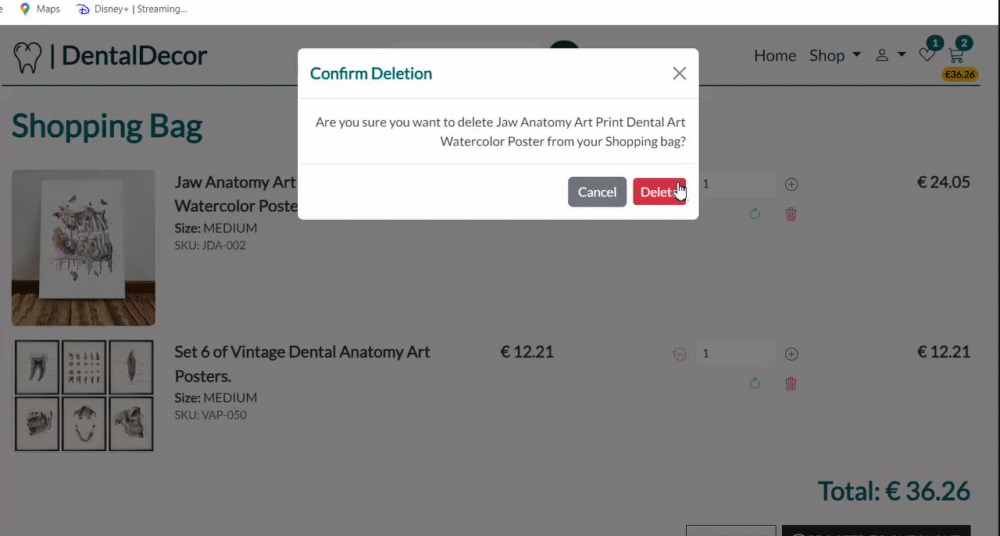 Maps
Disney+ | Streaming...
| DentalDecor
Home
Shop
1
2
€36.26
Confirm Deletion
Are you sure you want to delete Jaw Anatomy Art Print Dental Art
Watercolor Poster from your Shopping bag?
Cancel
Delete
Shopping Bag
Jaw Anatomy Art
Watercolor Poste
Size: MEDIUM
SKU: JDA-002
1
€ 24.05
Set 6 of Vintage Dental Anatomy Art
Posters.
Size: MEDIUM
SKU: VAP-050
€ 12.21
1
€ 12.21
Total: € 36.26